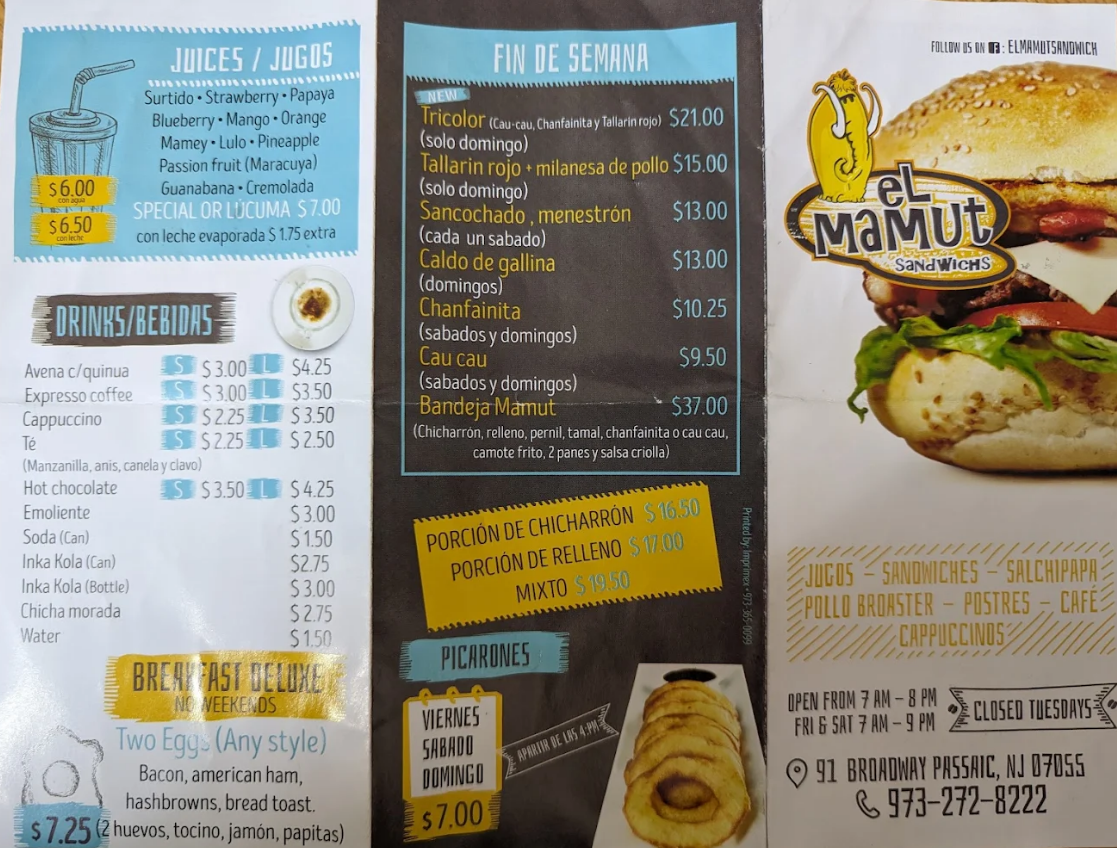 JUICES / JUGOS
Surtido • Strawberry • Papaya
Blueberry • Mango • Orange
Mamey • Lulo • Pineapple
Passion fruit (Maracuya)
Guanabana • Cremolada
$ 6.00
con agua
$ 6.50
con leche
SPECIAL OR LÚCUMA $ 7.00
con leche evaporada $ 1.75 extra
DRINKS/BEBIDAS
Avena c/quinua S $ 3.00 L $4.25
Expresso coffee S $ 3.00 L $3.50
Cappuccino S $ 2.25 L $ 3.50
Té S $ 2.25 L $ 2.50
(Manzanilla, anis, canela y clavo)
Hot chocolate S $ 3.50 L $ 4.25
Emoliente $ 3.00
Soda (Can) $ 1.50
Inka Kola (Can) $2.75
Inka Kola (Bottle) $ 3.00
Chicha morada $ 2.75
Water $ 1.50
BREAKFAST DELUXE
NO WEEKENDS
Two Eggs (Any style)
Bacon, american ham,
hashbrowns, bread toast.
$ 7.25 (2 huevos, tocino, jamón, papitas)
FIN DE SEMANA
NEW
Tricolor (Cau-cau, Chanfainita y Tallarin rojo) $21.00
(solo domingo)
Tallarin rojo + milanesa de pollo $15.00
(solo domingo)
Sancochado , menestrón $13.00
(cada un sabado)
Caldo de gallina $13.00
(domingos)
Chanfainita $10.25
(sabados y domingos)
Cau cau $9.50
(sabados y domingos)
Bandeja Mamut $37.00
(Chicharrón, relleno, pernil, tamal, chanfainita o cau cau,
camote frito, 2 panes y salsa criolla)
PORCIÓN DE CHICHARRÓN $ 16.50
PORCIÓN DE RELLENO $ 17.00
MIXTO $ 19.50
Printed by Imprimex • 973-365-0099
PICARONES
VIERNES
SABADO
DOMINGO
$ 7.00
APARTIR DE LAS 4:PM
FOLLOW US ON f : ELMAMUTSANDWICH
EL
MAMUT
SANDWICHS
JUGOS – SANDWICHES – SALCHIPAPA
POLLO BROASTER – POSTRES – CAFÉ
CAPPUCCINOS
OPEN FROM 7 AM – 8 PM
FRI & SAT 7 AM – 9 PM
CLOSED TUESDAYS
91 BROADWAY PASSAIC, NJ 07055
973-272-8222